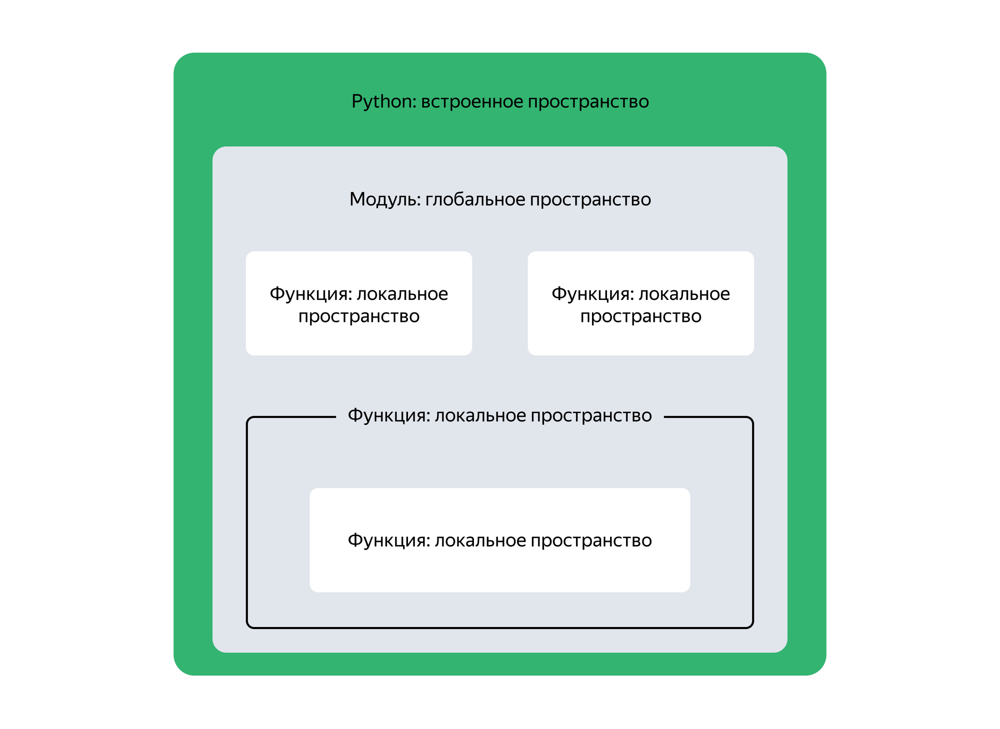 Python: встроенное пространство
Модуль: глобальное пространство
Функция: локальное
пространство
Функция: локальное
пространство
Функция: локальное пространство
Функция: локальное пространство